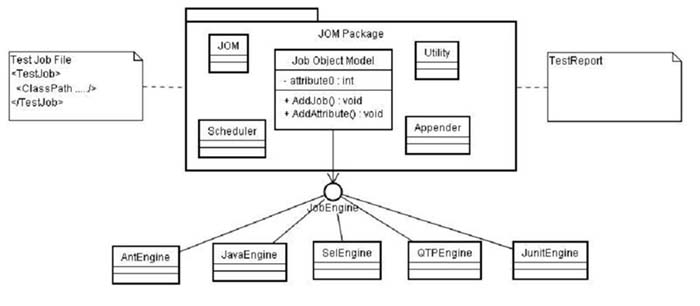 JOM Package
Test Job File
<TestJob>
<ClassPath ...../>
</TestJob>
JOM
Job Object Model
- attribute0 : int
+ AddJob() : void
+ AddAttribute() : void
Utility
Scheduler
Appender
TestReport
JobEngine
AntEngine
JavaEngine
SelEngine
QTPEngine
JunitEngine